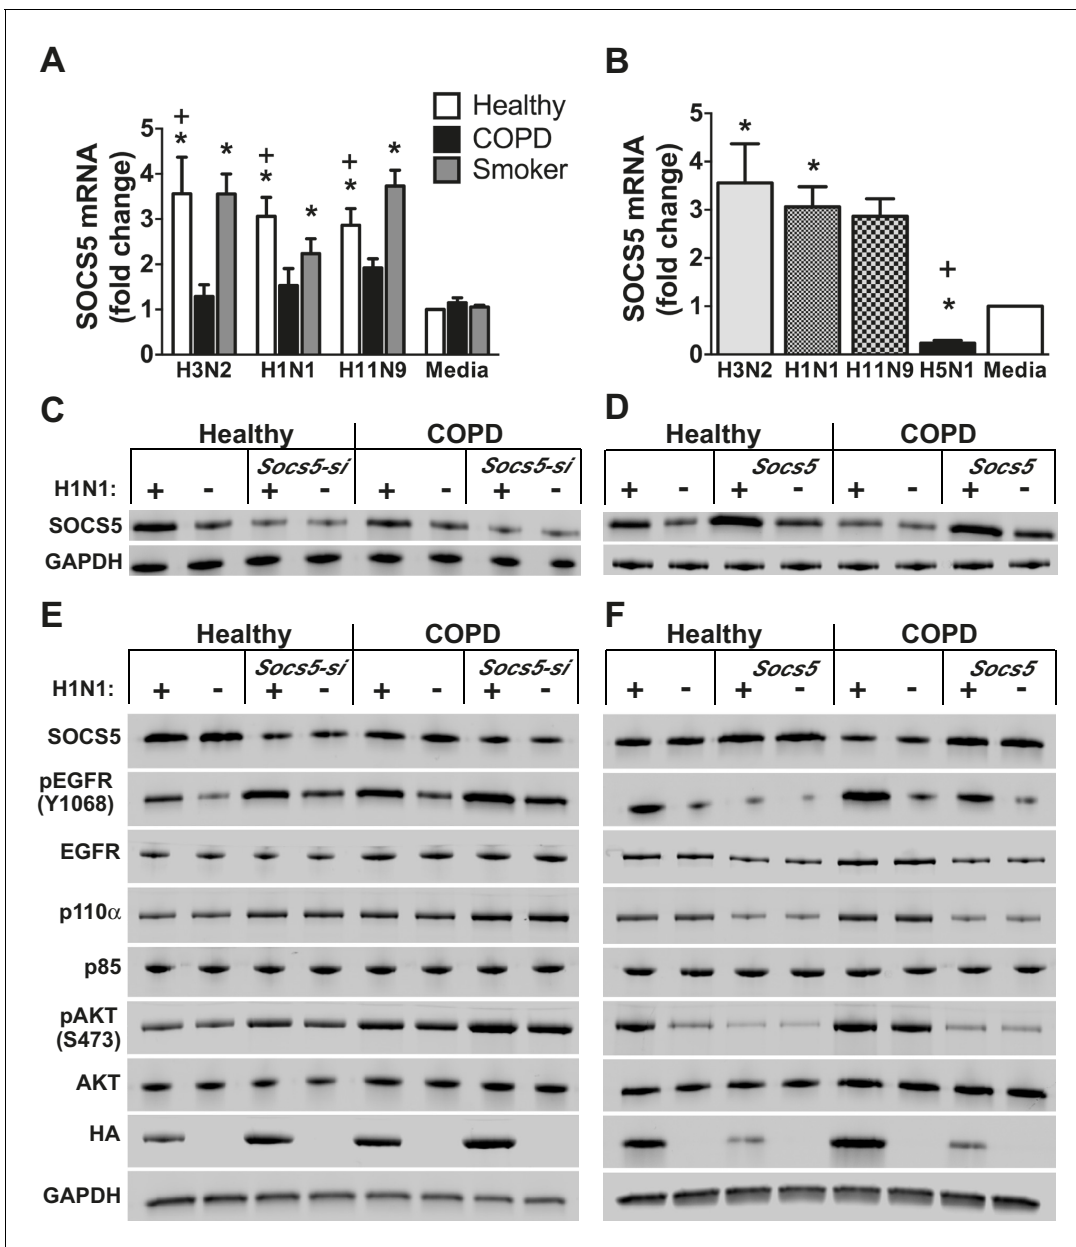 A
Healthy
COPD
Smoker
SOCS5 mRNA
(fold change)
5
4
3
2
1
0
+ *
*
+ *
*
+ *
*
H3N2 H1N1 H11N9 Media
B
SOCS5 mRNA
(fold change)
5
4
3
2
1
0
*
*
+
*
H3N2 H1N1 H11N9 H5N1 Media
C
Healthy COPD
Socs5-si Socs5-si
H1N1: + - + - + - + -
SOCS5
GAPDH
D
Healthy COPD
Socs5 Socs5
+ - + - + - + -
E
Healthy COPD
Socs5-si Socs5-si
H1N1: + - + - + - + -
SOCS5
pEGFR
(Y1068)
EGFR
p110α
p85
pAKT
(S473)
AKT
HA
GAPDH
F
Healthy COPD
Socs5 Socs5
+ - + - + - + -